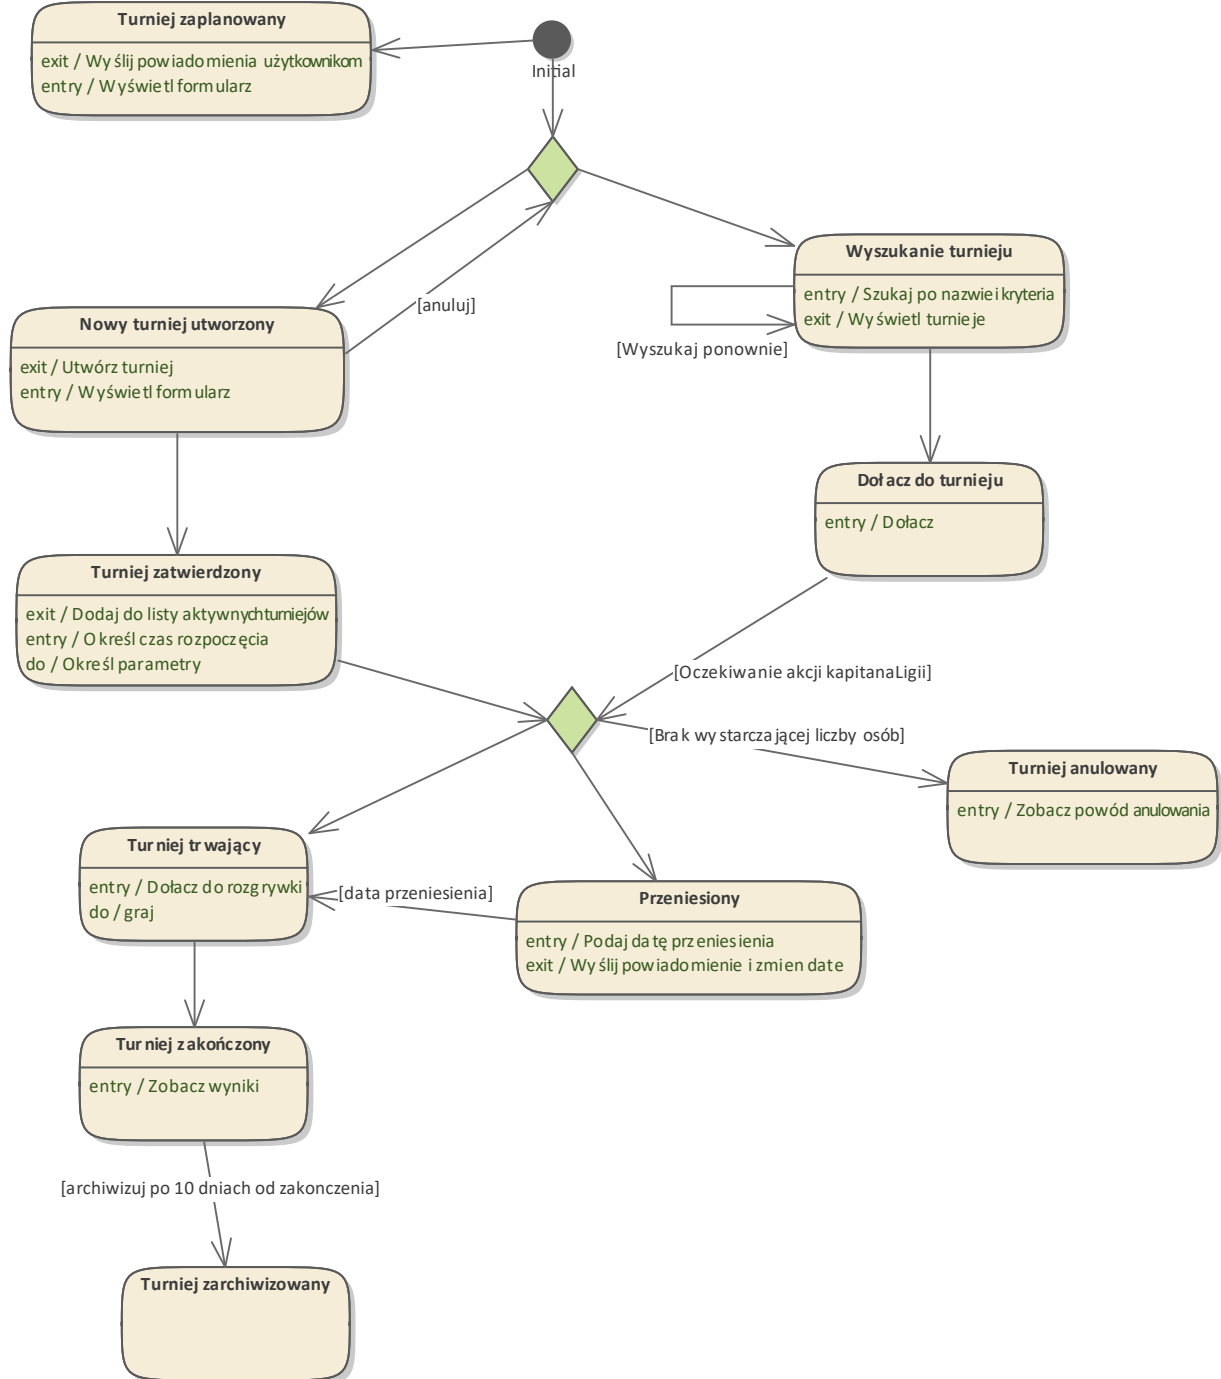 Turniej zaplanowany
exit / Wyślij powiadomienia użytkownikom
entry / Wyświetl formularz
Initial
Wyszukanie turnieju
entry / Szukaj po nazwie i kryteria
exit / Wyświetl turnieje
[anuluj]
[Wyszukaj ponownie]
Nowy turniej utworzony
exit / Utwórz turniej
entry / Wyświetl formularz
Dołacz do turnieju
entry / Dołacz
Turniej zatwierdzony
exit / Dodaj do listy aktywnych turniejów
entry / Określ czas rozpoczęcia
do / Określ parametry
[Oczekiwanie akcji kapitanaLigii]
[Brak wystarczającej liczby osób]
Turniej anulowany
entry / Zobacz powód anulowania
Turniej trwający
entry / Dołacz do rozgrywki
do / graj
[data przeniesienia]
Przeniesiony
entry / Podaj datę przeniesienia
exit / Wyślij powiadomienie i zmien date
Turniej zakończony
entry / Zobacz wyniki
[archiwizuj po 10 dniach od zakonczenia]
Turniej zarchiwizowany